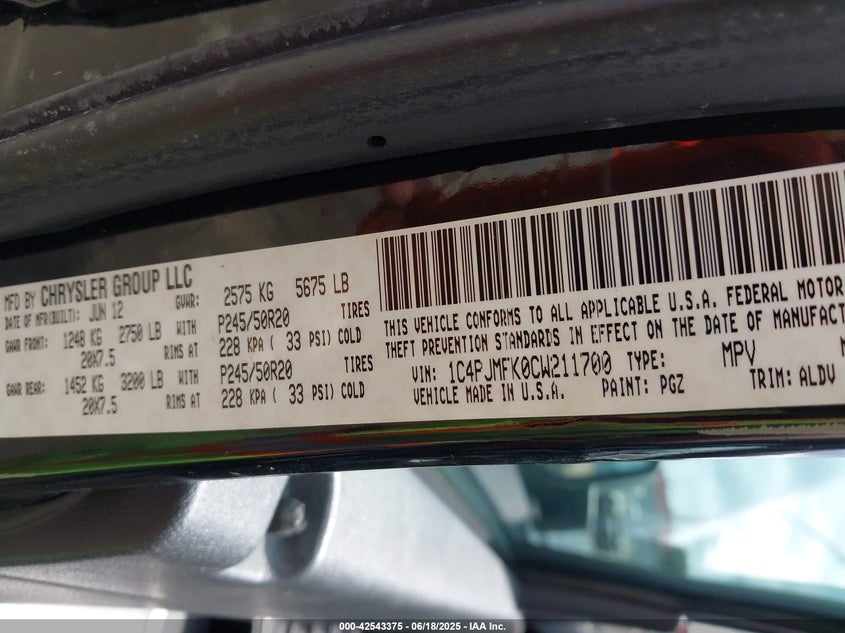 MFD BY CHRYSLER GROUP LLC
DATE OF MFR(BUILT): JUN 12 GVWR: 2575 KG 5675 LB
GAWR FRONT: 1248 KG 2750 LB WITH P245/50R20 TIRES
20X7.5 RIMS AT 228 KPA ( 33 PSI) COLD
GAWR REAR: 1452 KG 3200 LB WITH P245/50R20 TIRES
20X7.5 RIMS AT 228 KPA ( 33 PSI) COLD
THIS VEHICLE CONFORMS TO ALL APPLICABLE U.S.A. FEDERAL MOTOR
THEFT PREVENTION STANDARDS IN EFFECT ON THE DATE OF MANUFACT
VIN: 1C4PJMFK0CW211700 TYPE: MPV
VEHICLE MADE IN U.S.A. PAINT: PGZ TRIM: ALDV
000-42543375 - 06/18/2025 - IAA Inc.